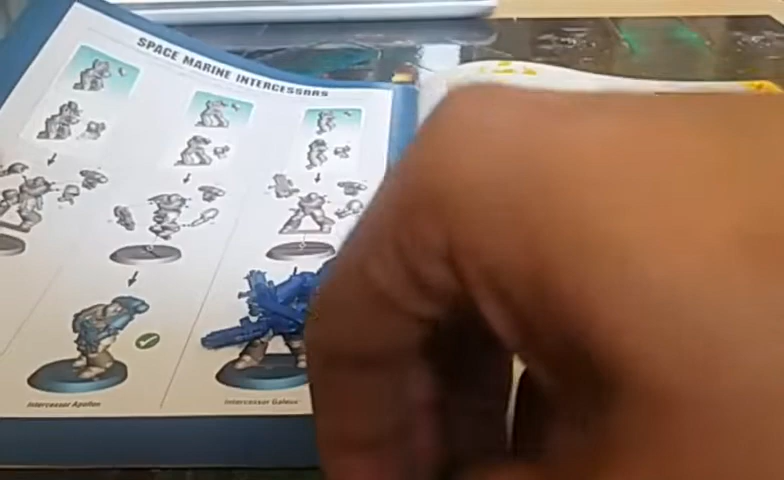 SPACE MARINE INTERCESSORS
Intercessor Apollon
Intercessor Galeus